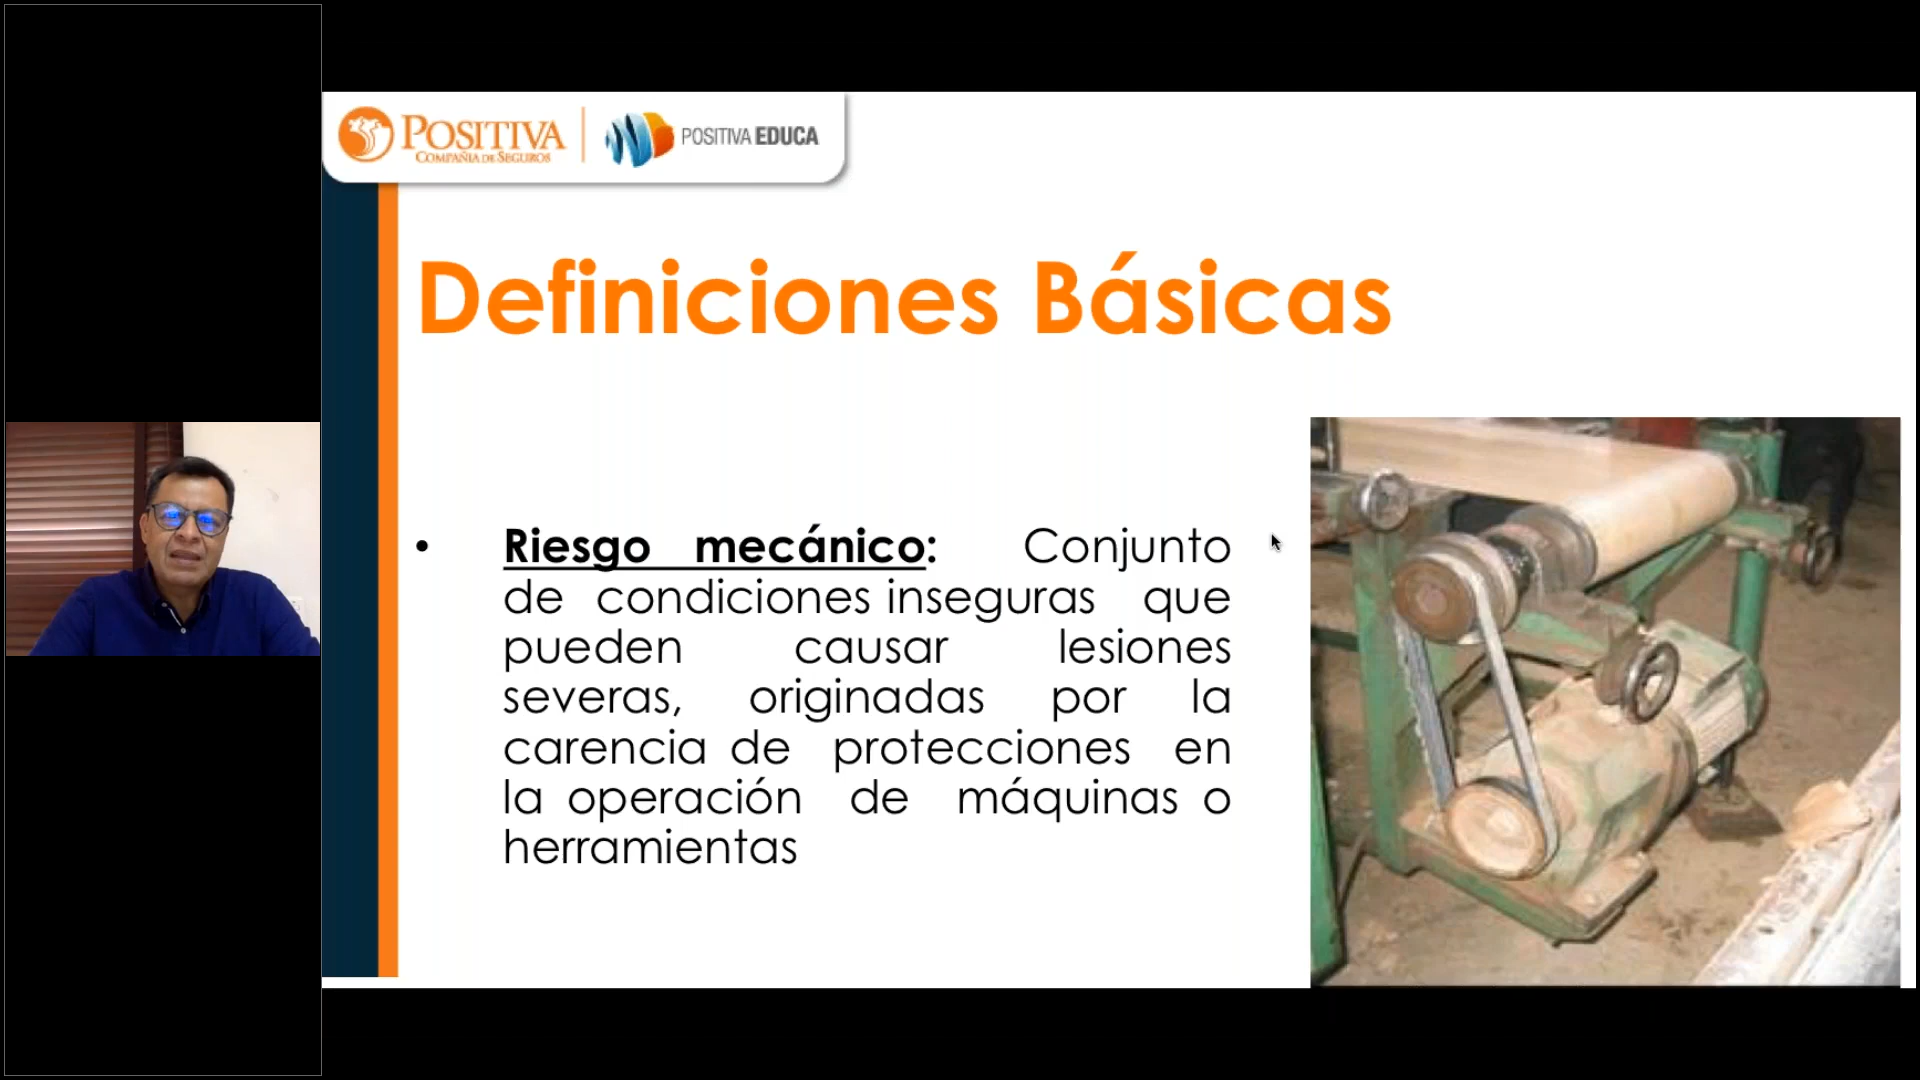 POSITIVA
COMPAÑIA DE SEGUROS
POSITIVA EDUCA
Definiciones Básicas
• Riesgo mecánico: Conjunto
de condiciones inseguras que
pueden causar lesiones
severas, originadas por la
carencia de protecciones en
la operación de máquinas o
herramientas